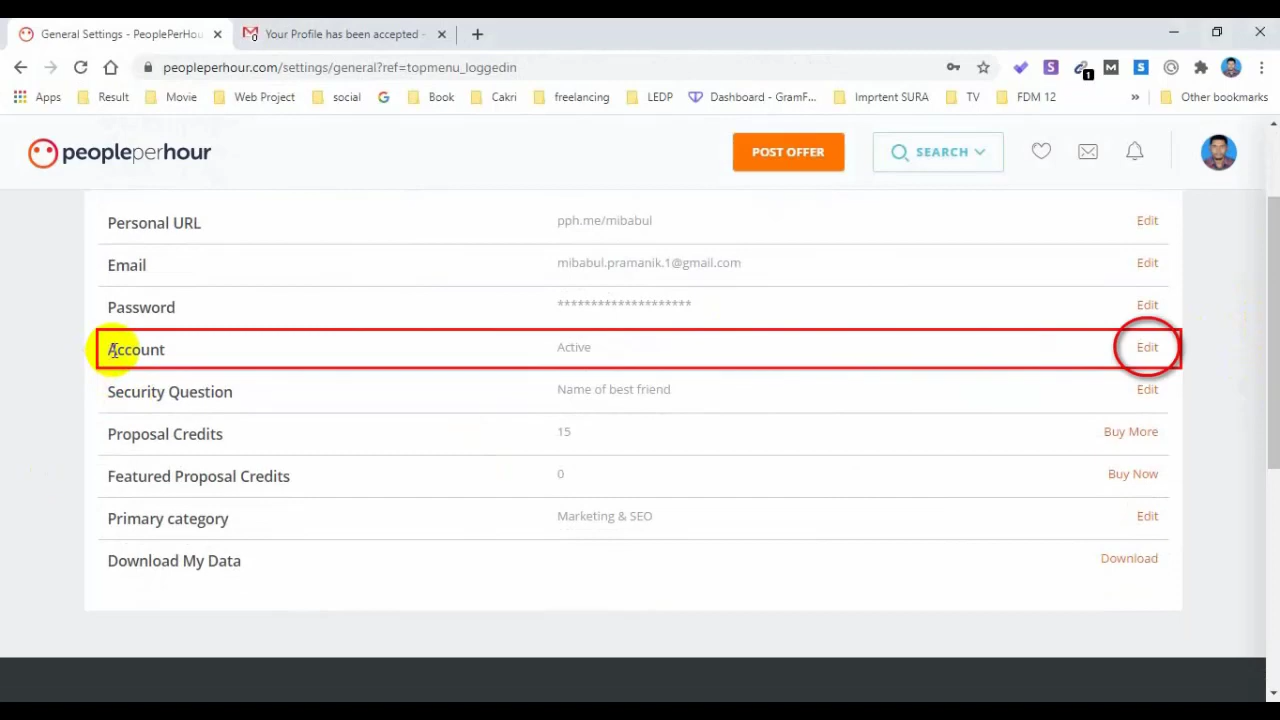 General Settings - PeoplePerHou
Your Profile has been accepted -
peopleperhour.com/settings/general?ref=topmenu_loggedin
1
Apps Result Movie Web Project social Book Cakri freelancing LEDP Dashboard - GramF... Imprtent SURA TV FDM 12 » Other bookmarks
peopleperhour POST OFFER SEARCH
Personal URL pph.me/mibabul Edit
Email mibabul.pramanik.1@gmail.com Edit
Password ******************** Edit
Account Active Edit
Security Question Name of best friend Edit
Proposal Credits 15 Buy More
Featured Proposal Credits 0 Buy Now
Primary category Marketing & SEO Edit
Download My Data Download